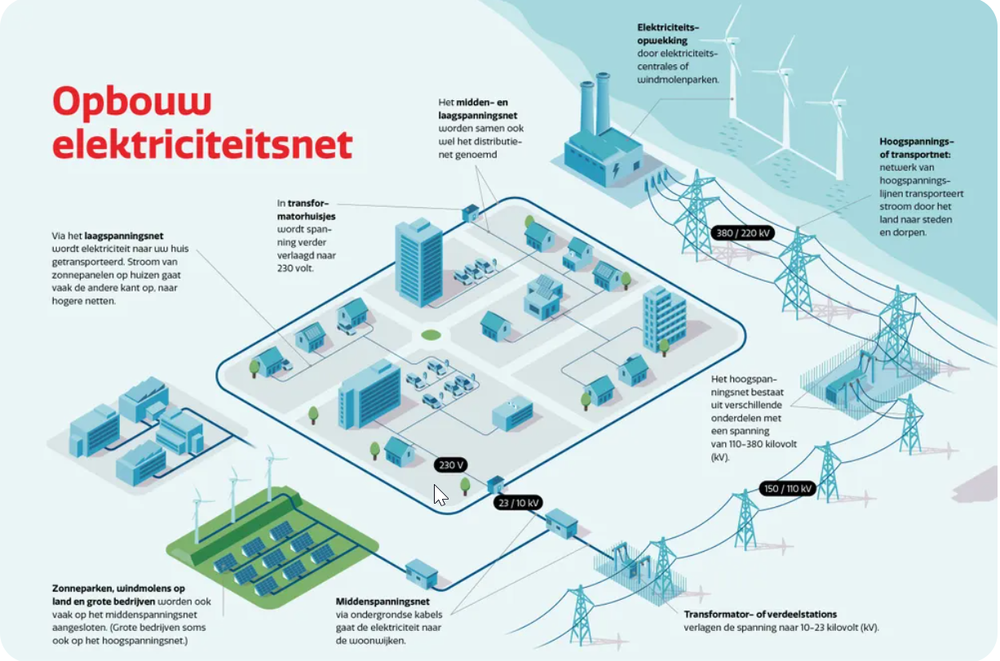 Opbouw
elektriciteitsnet
Elektriciteits-
opwekking
door elektriciteits-
centrales of
windmolenparken.
Het midden- en
laagspanningsnet
worden samen ook
wel het distributie-
net genoemd
Hoogspannings-
of transportnet:
netwerk van
hoogspannings-
lijnen transporteert
stroom door het
land naar steden
en dorpen.
In transfor-
matorhuisjes
wordt span-
ning verder
verlaagd naar
230 volt.
380 / 220 kV
Via het laagspanningsnet
wordt elektriciteit naar uw huis
getransporteerd. Stroom van
zonnepanelen op huizen gaat
vaak de andere kant op, naar
hogere netten.
Het hoogspan-
ningsnet bestaat
uit verschillende
onderdelen met
een spanning
van 110-380 kilovolt
(kV).
230 V
150 / 110 kV
23 / 10 kV
Zonneparken, windmolens op
land en grote bedrijven worden ook
vaak op het middenspanningsnet
aangesloten. (Grote bedrijven soms
ook op het hoogspanningsnet.)
Middenspanningsnet
via ondergrondse kabels
gaat de elektriciteit naar
de woonwijken.
Transformator- of verdeelstations
verlagen de spanning naar 10-23 kilovolt (kV).